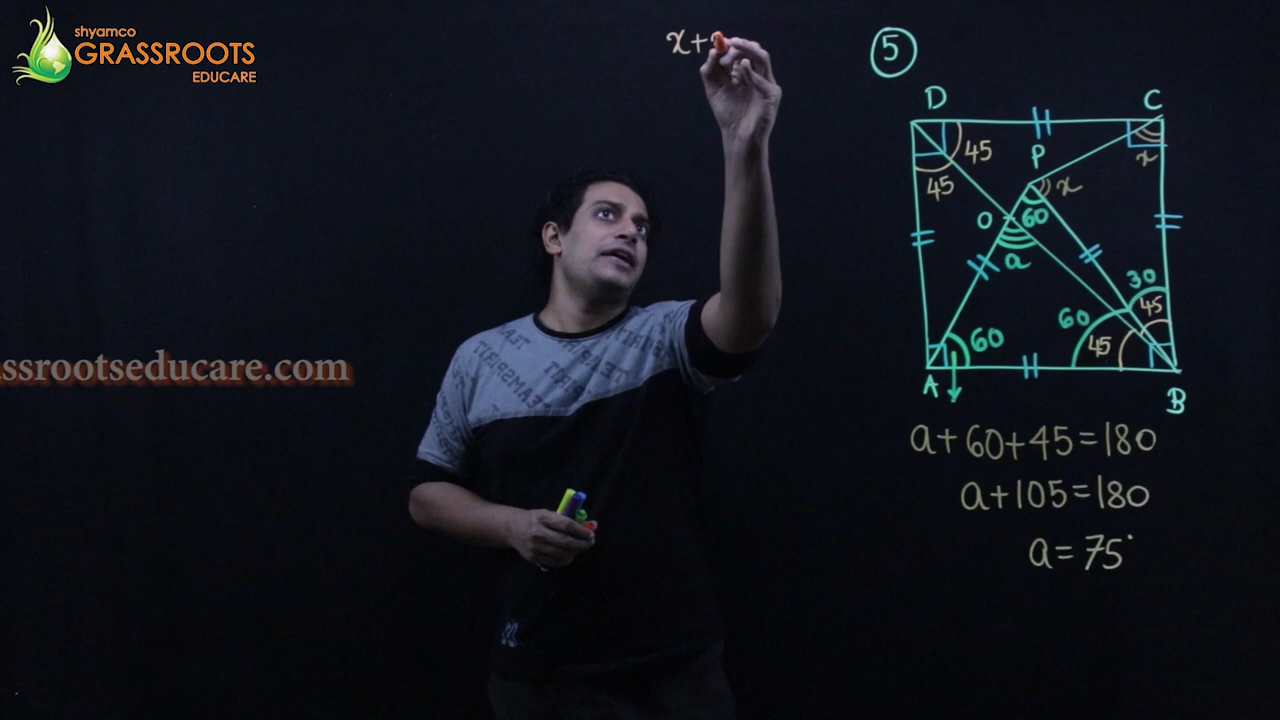 shyamco
GRASSROOTS
EDUCARE
x+
5
D
C
P
45
x
45
x
O
60
a
30
45
60
60
45
ssrootseducare.com
A
B
a+60+45=180
a+105=180
a=75°